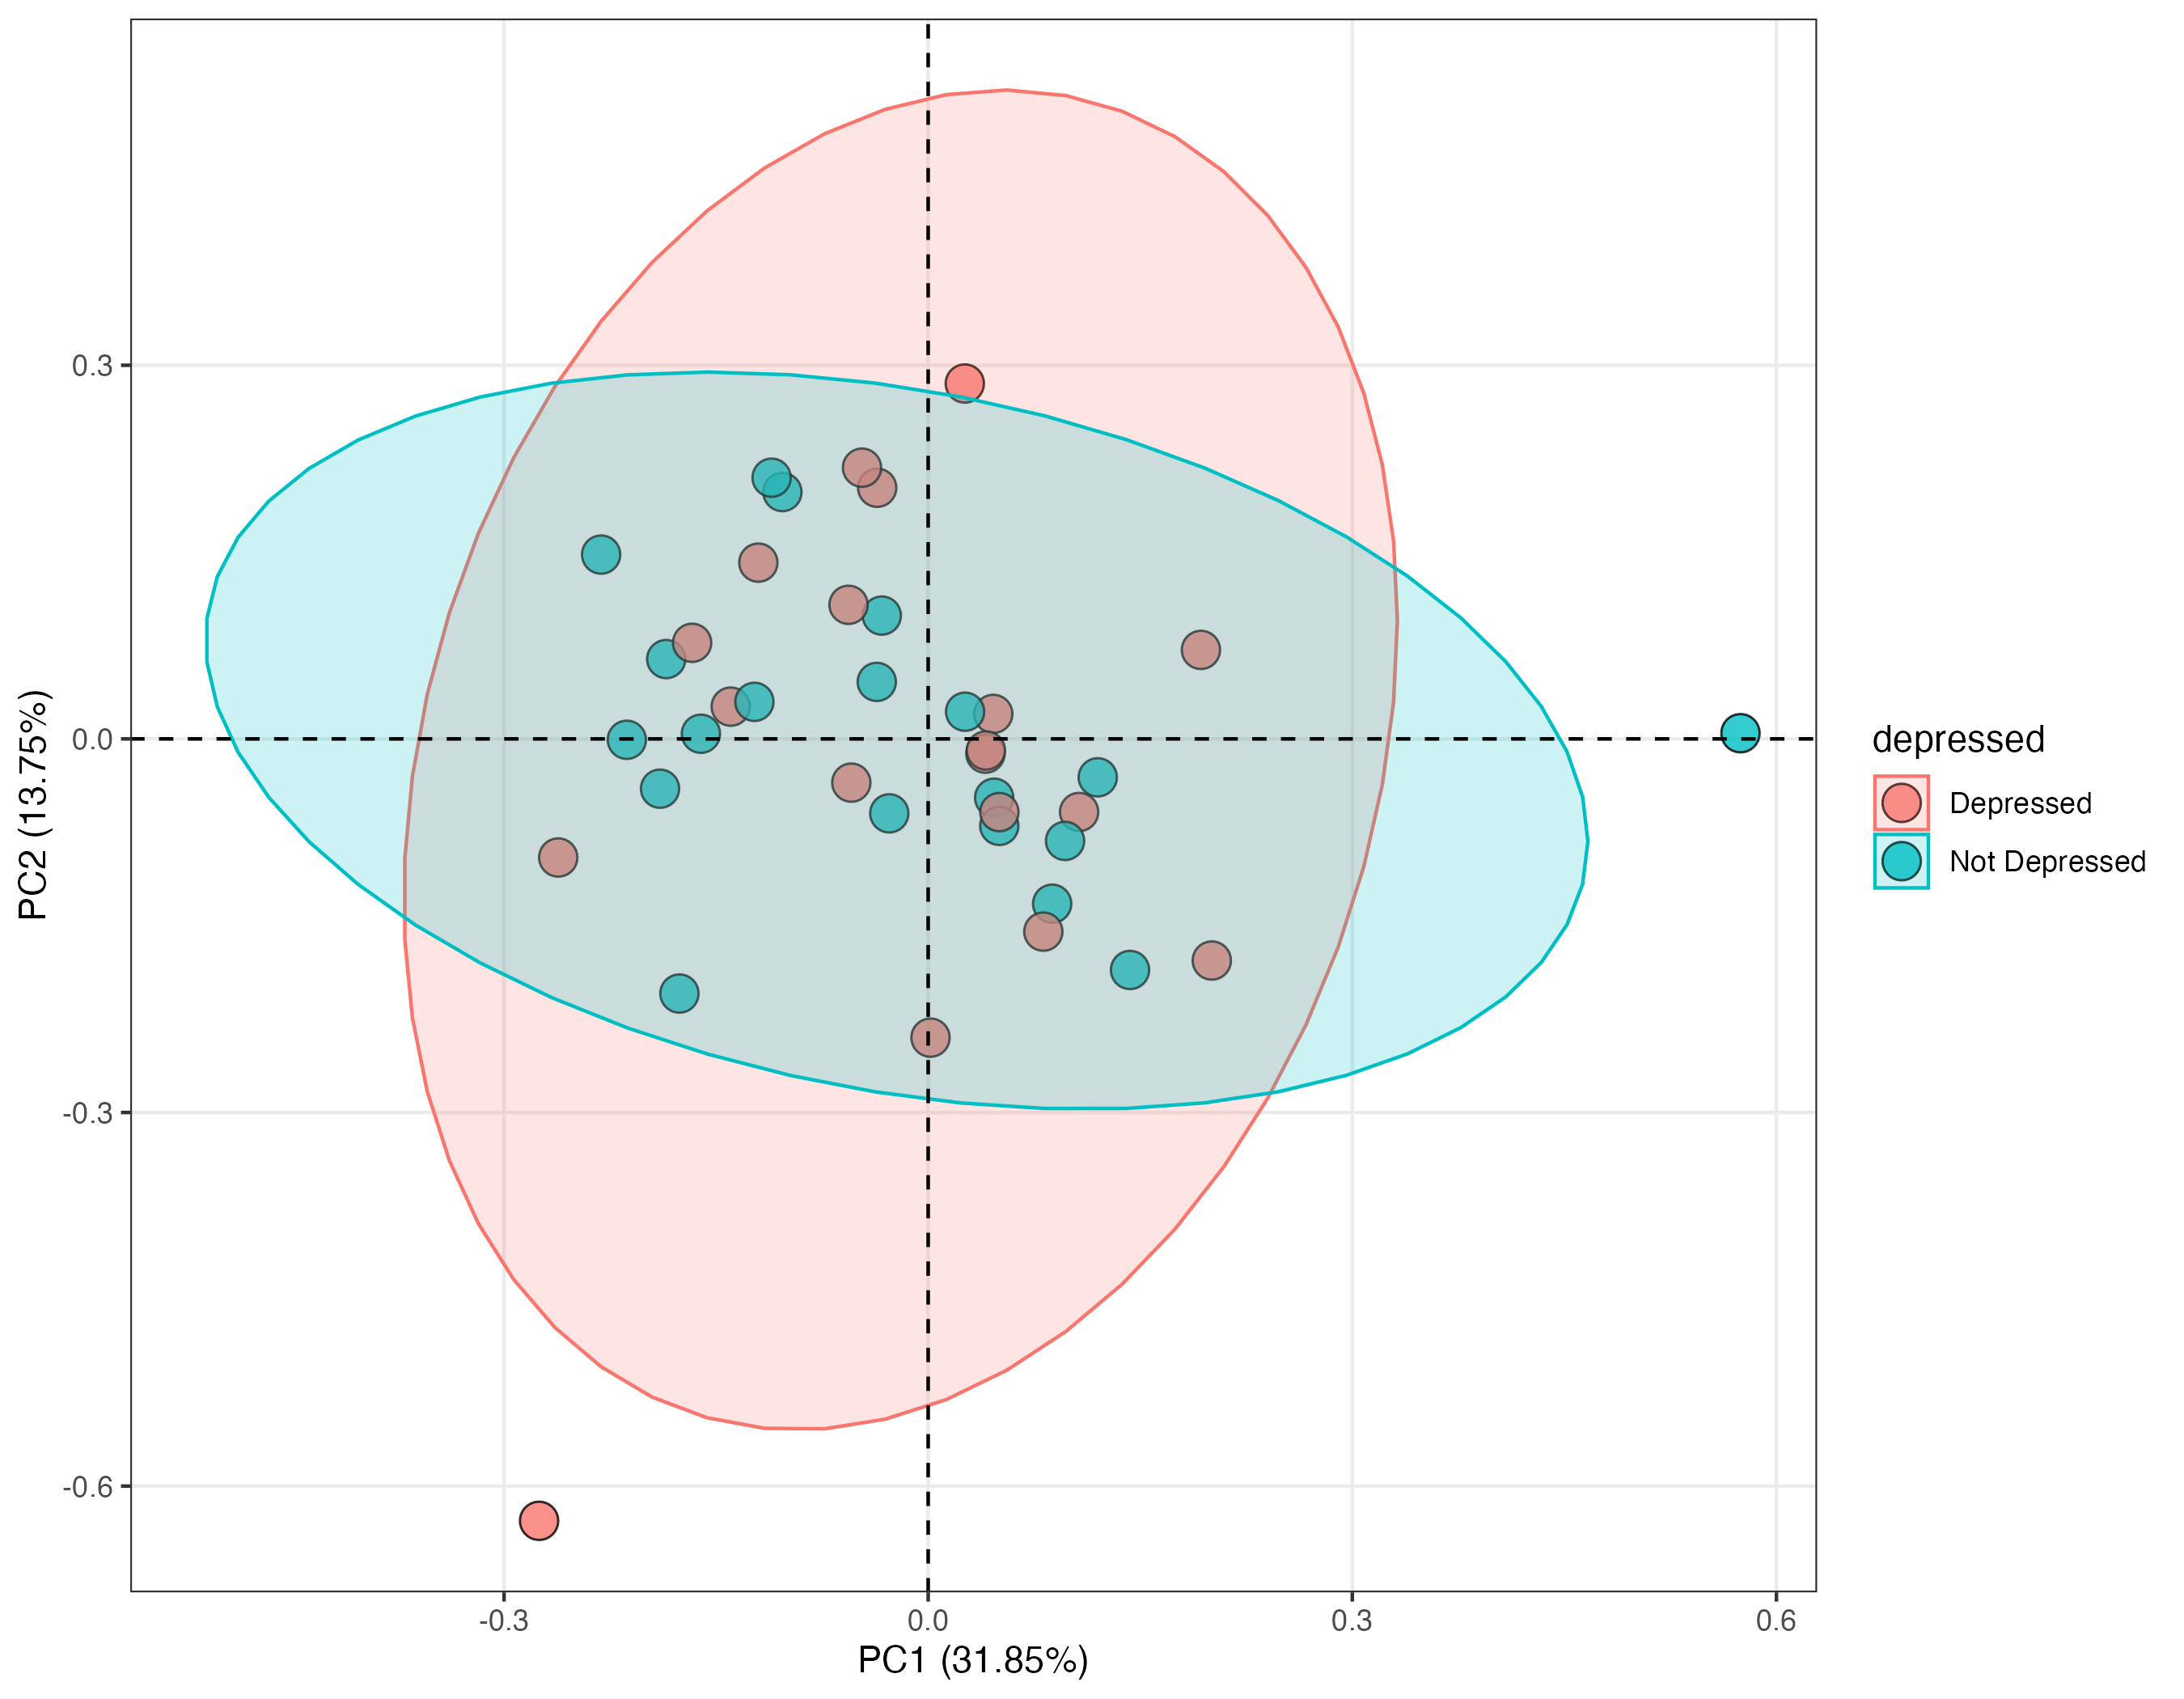 0.3
0.0
-0.3
-0.6
PC2 (13.75%)
-0.3
0.0
0.3
0.6
PC1 (31.85%)
depressed
Depressed
Not Depressed